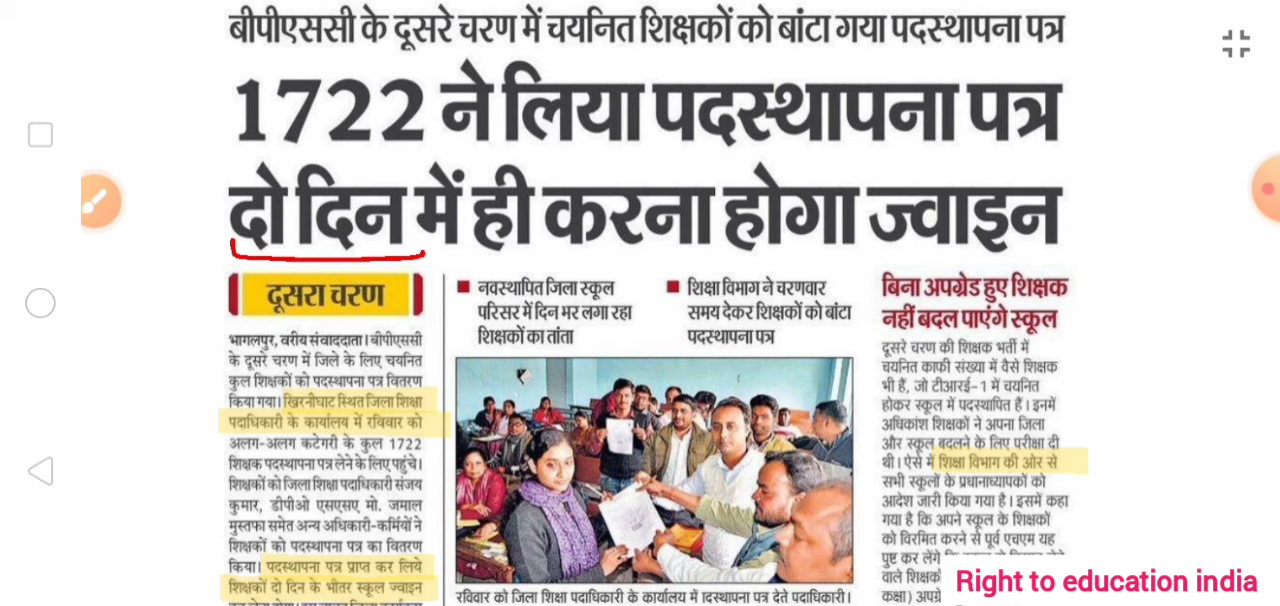 बीपीएससी के दूसरे चरण में चयनित शिक्षकों को बांटा गया पदस्थापना पत्र
1722 ने लिया पदस्थापना पत्र
दो दिन में ही करना होगा ज्वाइन
दूसरा चरण
भागलपुर, वरीय संवाददाता। बीपीएससी
के दूसरे चरण में जिले के लिए चयनित
कुल शिक्षकों को पदस्थापना पत्र वितरण
किया गया। खिरनीघाट स्थित जिला शिक्षा
पदाधिकारी के कार्यालय में रविवार को
अलग-अलग कटेगरी के कुल 1722
शिक्षक पदस्थापना पत्र लेने के लिए पहुंचे।
शिक्षकों को जिला शिक्षा पदाधिकारी संजय
कुमार, डीपीओ एसएसए मो. जमाल
मुस्तफा समेत अन्य अधिकारी-कर्मियों ने
शिक्षकों को पदस्थापना पत्र का वितरण
किया। पदस्थापना पत्र प्राप्त कर लिये
शिक्षकों दो दिन के भीतर स्कूल ज्वाइन
नवस्थापित जिला स्कूल
परिसर में दिन भर लगा रहा
शिक्षकों का तांता
शिक्षा विभाग ने चरणवार
समय देकर शिक्षकों को बांटा
पदस्थापना पत्र
रविवार को जिला शिक्षा पदाधिकारी के कार्यालय में पदस्थापना पत्र देते पदाधिकारी।
बिना अपग्रेड हुए शिक्षक
नहीं बदल पाएंगे स्कूल
दूसरे चरण की शिक्षक भर्ती में
चयनित काफी संख्या में वैसे शिक्षक
भी हैं, जो टीआरई-1 में चयनित
होकर स्कूल में पदस्थापित हैं। इनमें
अधिकांश शिक्षकों ने अपना जिला
और स्कूल बदलने के लिए परीक्षा दी
थी। ऐसे में शिक्षा विभाग की ओर से
सभी स्कूलों के प्रधानाध्यापकों को
आदेश जारी किया गया है। इसमें कहा
गया है कि अपने स्कूल के शिक्षकों
को विरमित करने से पूर्व एचएम यह
पुष्ट कर लेंगे
वाले शिक्षक
कक्षा) अपग्रे
Right to education india